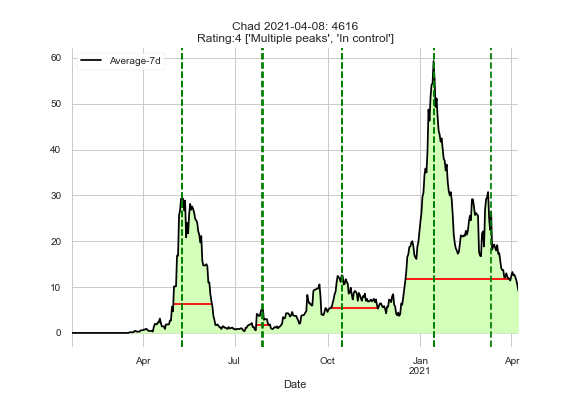 Chad 2021-04-08: 4616
Rating:4 ['Multiple peaks', 'In control']
Average-7d
60
50
40
30
20
10
0
Apr Jul Oct Jan Apr
2021
Date